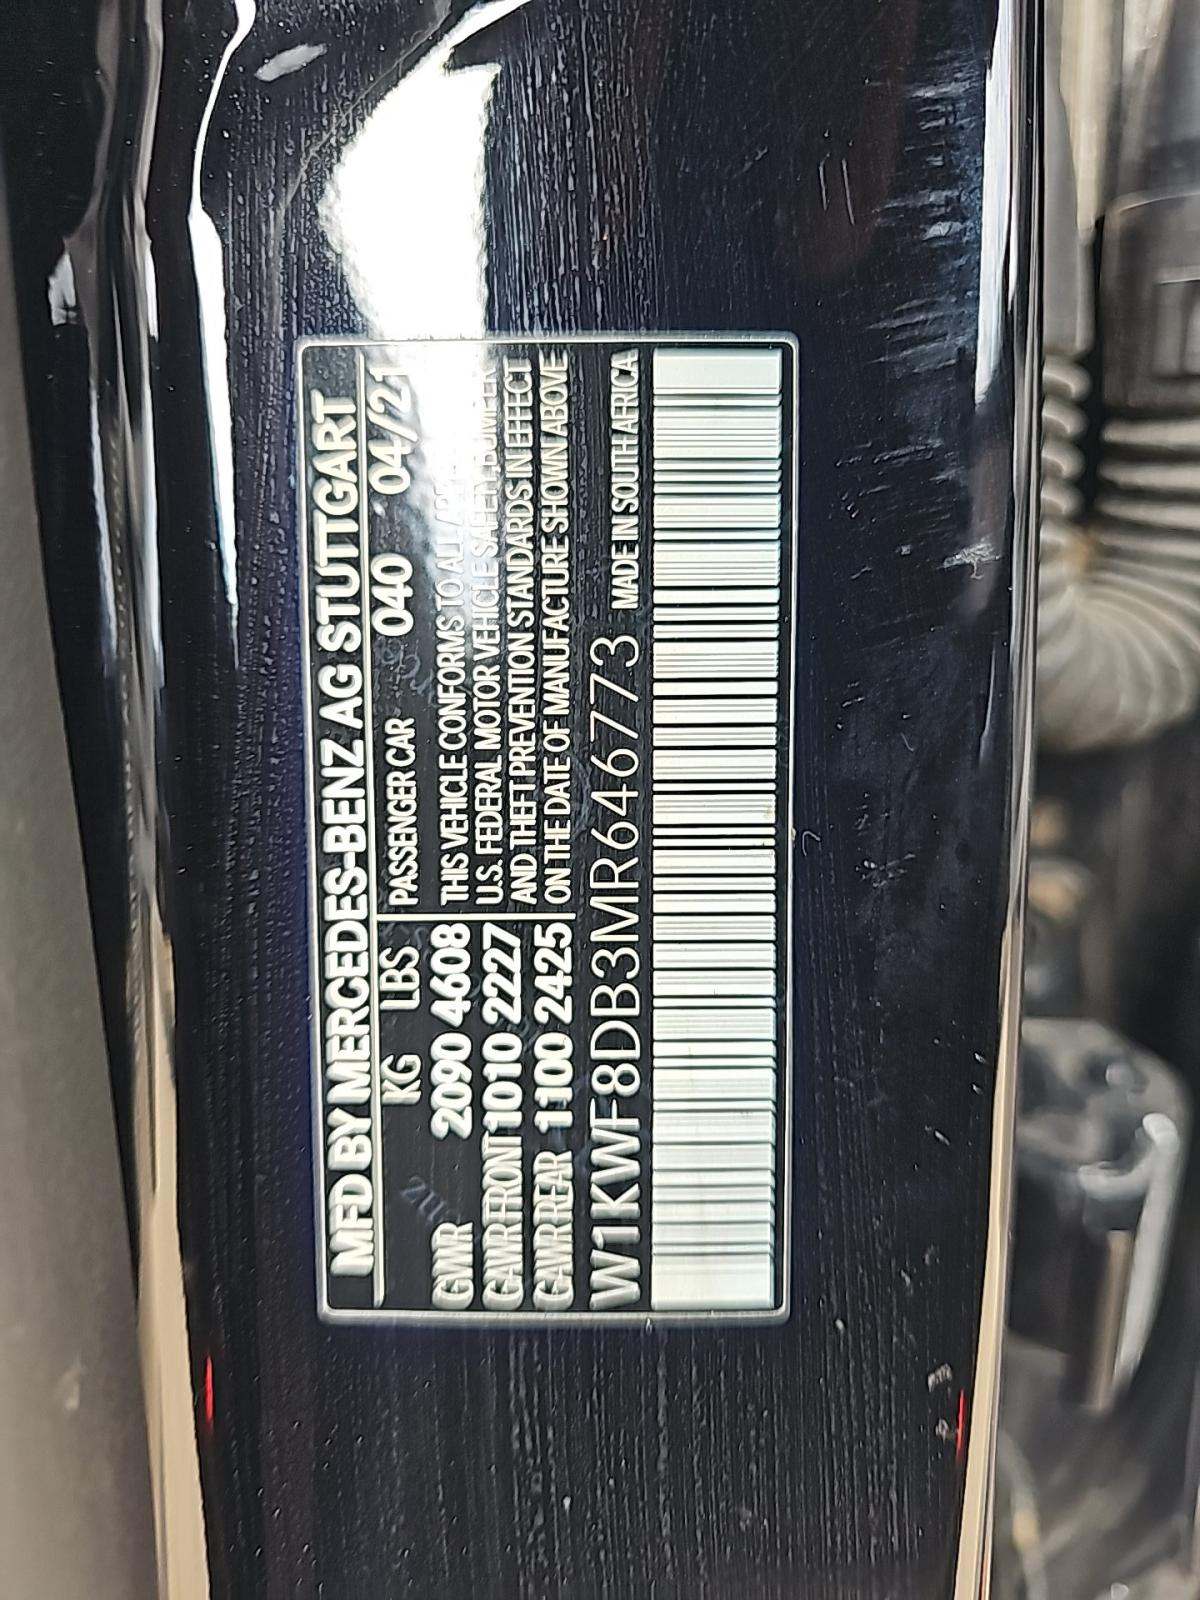 MFD BY MERCEDES-BENZ AG STUTTGART
KG LBS
PASSENGER CAR 040 04/21
GWR 2090 4608
GAWR FRONT 1010 2227
GAWR REAR 1100 2425
THIS VEHICLE CONFORMS TO ALL
U.S. FEDERAL MOTOR VEHICLE SAFETY, BUMPER,
AND THEFT PREVENTION STANDARDS IN EFFECT
ON THE DATE OF MANUFACTURE SHOWN ABOVE
W1KWF8DB3MR646773 MADE IN SOUTH AFRICA